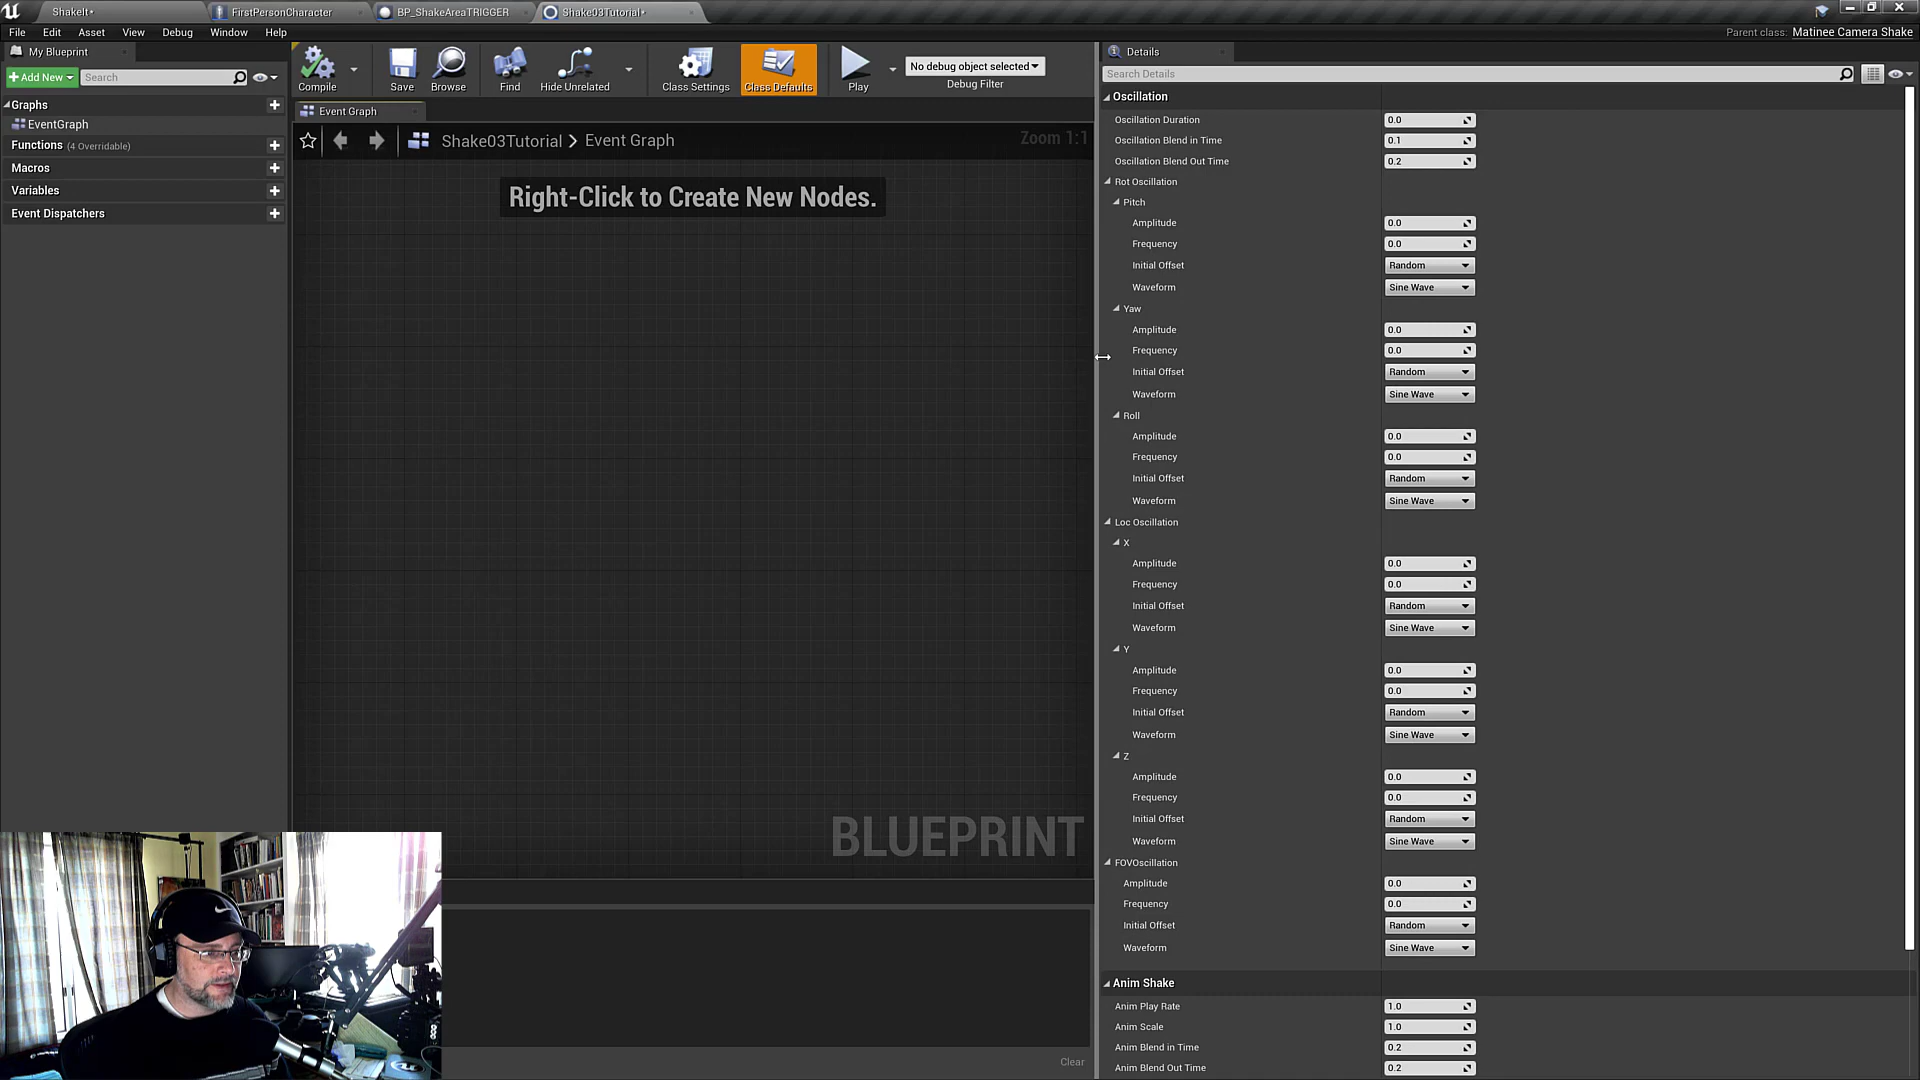 ShakeIt•
FirstPersonCharacter
BP_ShakeAreaTRIGGER
Shake03Tutorial•
File Edit Asset View Debug Window Help
Parent class: Matinee Camera Shake
My Blueprint
Add New
Search
Graphs
EventGraph
Functions (4 Overridable)
Macros
Variables
Event Dispatchers
Compile
Save
Browse
Find
Hide Unrelated
Class Settings
Class Defaults
Play
No debug object selected
Debug Filter
Event Graph
Shake03Tutorial > Event Graph
Zoom 1:1
Right-Click to Create New Nodes.
BLUEPRINT
Clear
Details
Search Details
Oscillation
Oscillation Duration 0.0
Oscillation Blend in Time 0.1
Oscillation Blend Out Time 0.2
Rot Oscillation
Pitch
Amplitude 0.0
Frequency 0.0
Initial Offset Random
Waveform Sine Wave
Yaw
Amplitude 0.0
Frequency 0.0
Initial Offset Random
Waveform Sine Wave
Roll
Amplitude 0.0
Frequency 0.0
Initial Offset Random
Waveform Sine Wave
Loc Oscillation
X
Amplitude 0.0
Frequency 0.0
Initial Offset Random
Waveform Sine Wave
Y
Amplitude 0.0
Frequency 0.0
Initial Offset Random
Waveform Sine Wave
Z
Amplitude 0.0
Frequency 0.0
Initial Offset Random
Waveform Sine Wave
FOVOscillation
Amplitude 0.0
Frequency 0.0
Initial Offset Random
Waveform Sine Wave
Anim Shake
Anim Play Rate 1.0
Anim Scale 1.0
Anim Blend in Time 0.2
Anim Blend Out Time 0.2